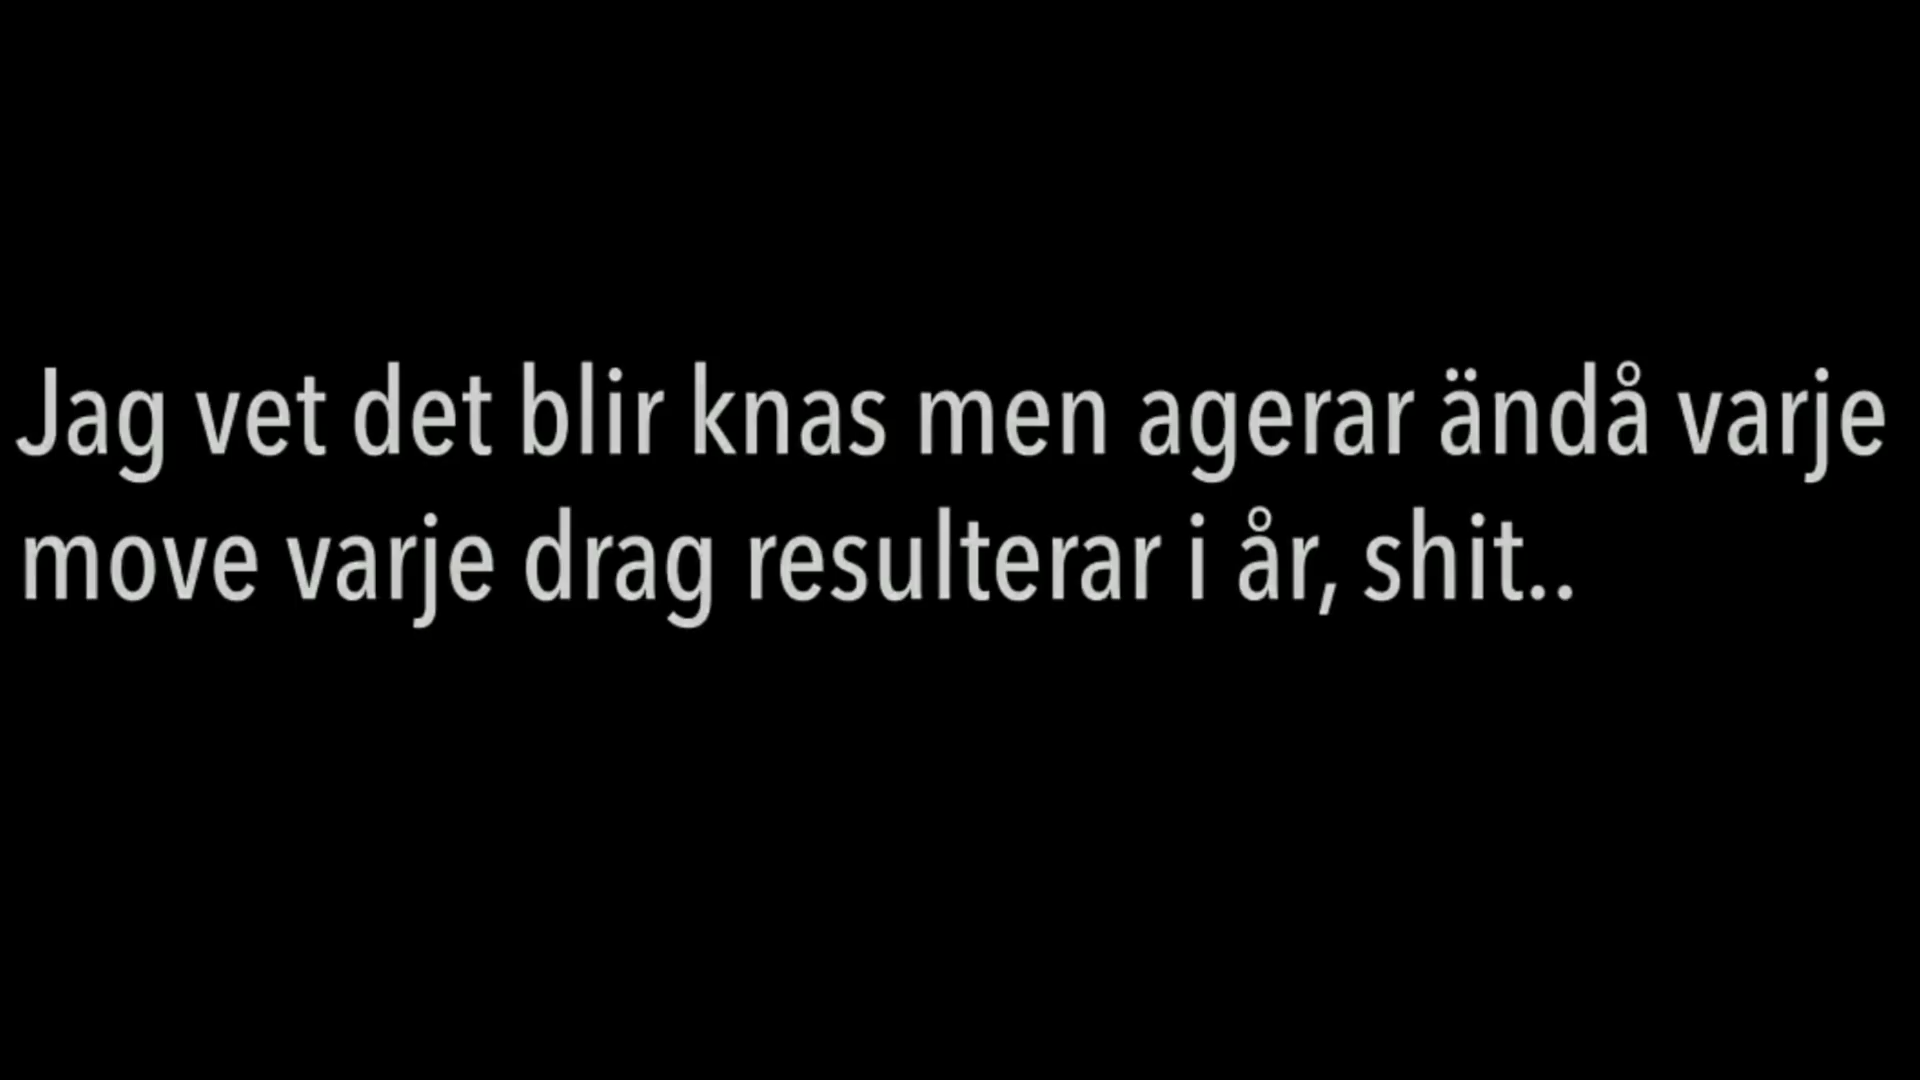 Jag vet det blir knas men agerar ändå varje
move varje drag resulterar i år, shit..